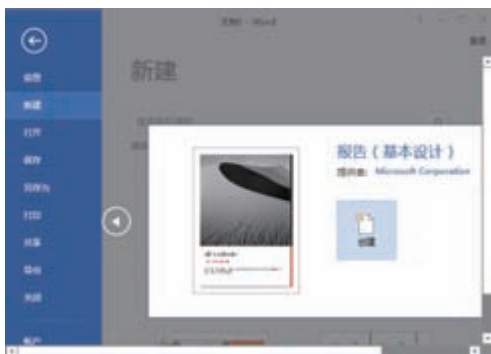 文档1 - Word
新建
信息
新建
打开
保存
另存为
打印
共享
导出
关闭
帐户
报告（基本设计）
提供者: Microsoft Corporation
创建